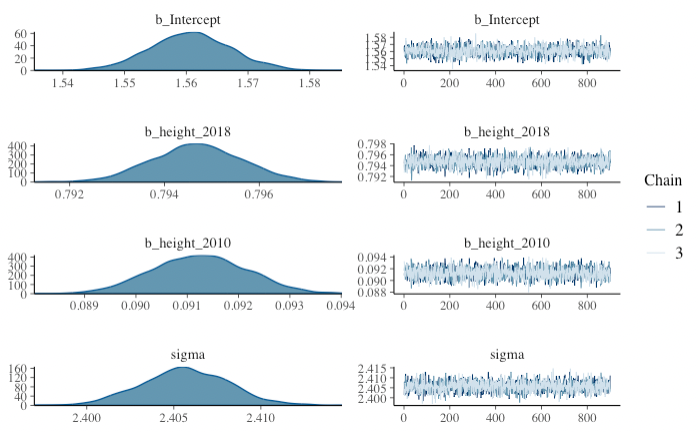 b_Intercept
60
40
20
0
1.54 1.55 1.56 1.57 1.58
b_Intercept
1.58
1.57
1.56
1.55
1.54
0 200 400 600 800
b_height_2018
400
300
200
100
0
0.792 0.794 0.796
b_height_2018
0.798
0.796
0.794
0.792
0 200 400 600 800
b_height_2010
400
300
200
100
0
0.089 0.090 0.091 0.092 0.093 0.094
b_height_2010
0.094
0.092
0.090
0.088
0 200 400 600 800
sigma
160
120
80
40
0
2.400 2.405 2.410
sigma
2.415
2.410
2.405
2.400
0 200 400 600 800
Chain
1
2
3